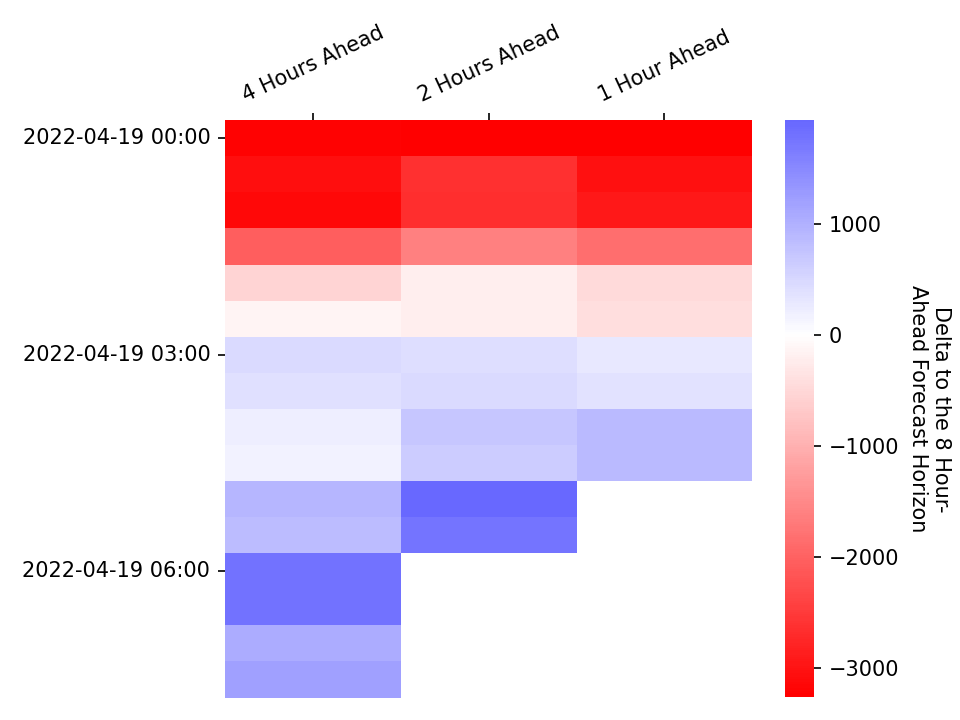 4 Hours Ahead
2 Hours Ahead
1 Hour Ahead
2022-04-19 00:00
2022-04-19 03:00
2022-04-19 06:00
1000
0
−1000
−2000
−3000
Delta to the 8 Hour-
Ahead Forecast Horizon